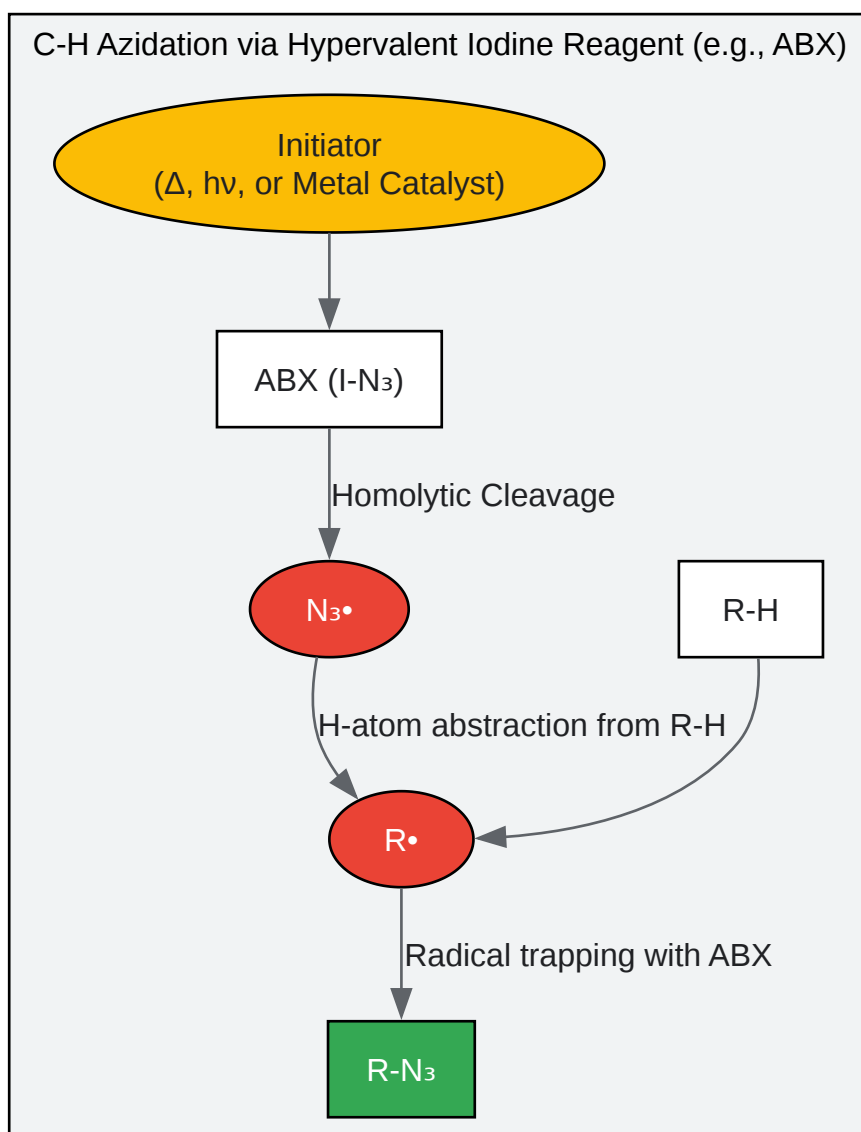 C-H Azidation via Hypervalent Iodine Reagent (e.g., ABX)
Initiator
(Δ, hν, or Metal Catalyst)
ABX (I-N₃)
Homolytic Cleavage
N₃•
R-H
H-atom abstraction from R-H
R•
Radical trapping with ABX
R-N₃